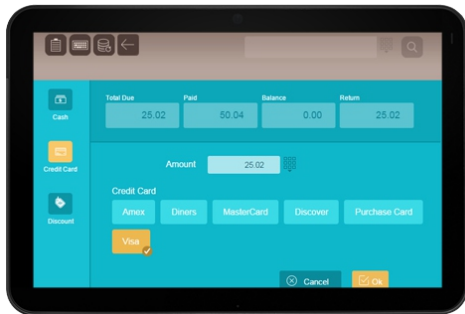 Total Due Paid Balance Return
25.02 50.04 0.00 25.02
Cash
Amount 25.02
Credit Card
Credit Card
Amex Diners MasterCard Discover Purchase Card
Discount
Visa
Cancel Ok